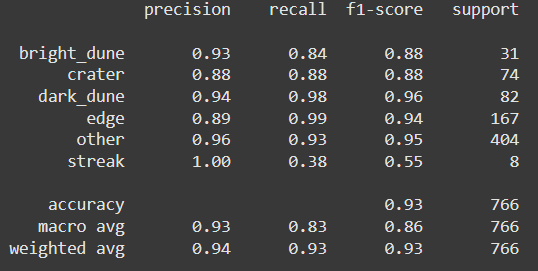 precision recall f1-score support
bright_dune 0.93 0.84 0.88 31
crater 0.88 0.88 0.88 74
dark_dune 0.94 0.98 0.96 82
edge 0.89 0.99 0.94 167
other 0.96 0.93 0.95 404
streak 1.00 0.38 0.55 8
accuracy 0.93 766
macro avg 0.93 0.83 0.86 766
weighted avg 0.94 0.93 0.93 766